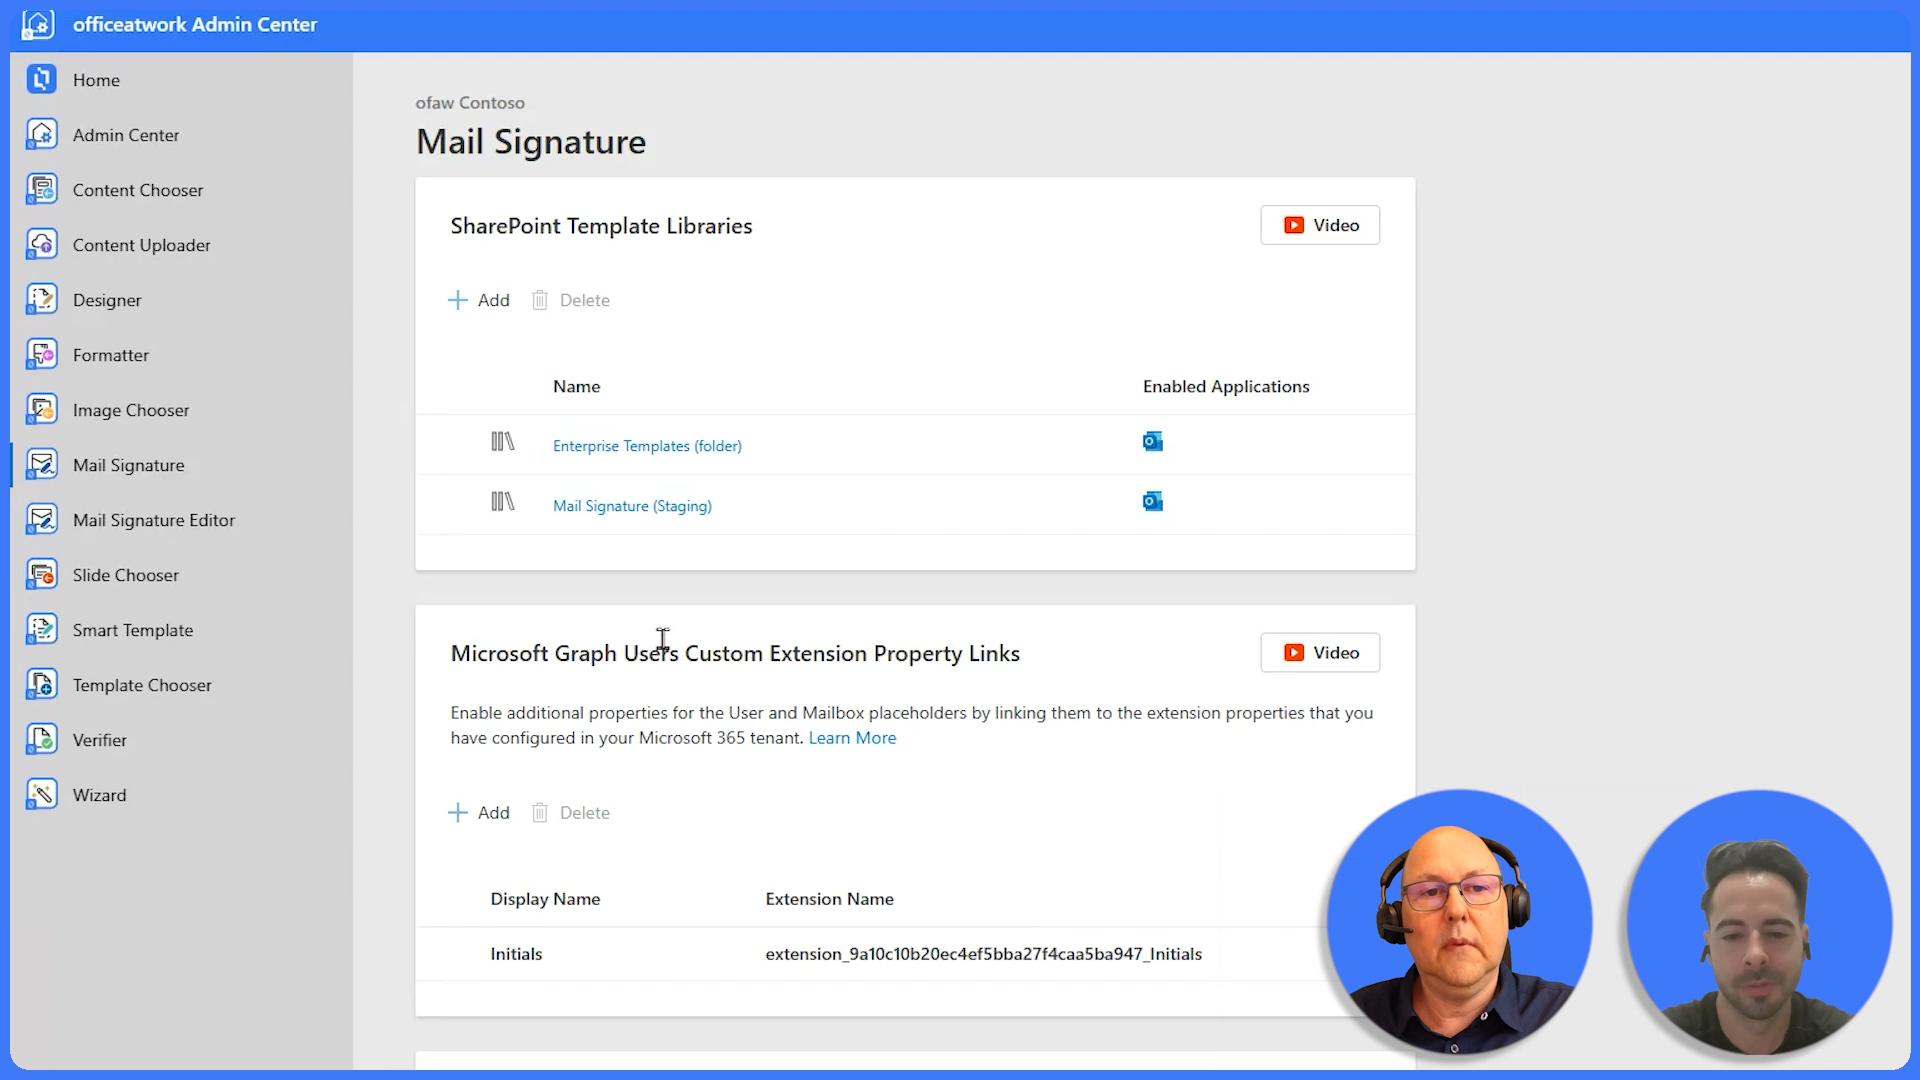 officeatwork Admin Center
Home
Admin Center
Content Chooser
Content Uploader
Designer
Formatter
Image Chooser
Mail Signature
Mail Signature Editor
Slide Chooser
Smart Template
Template Chooser
Verifier
Wizard
ofaw Contoso
Mail Signature
SharePoint Template Libraries
Video
Add Delete
Name Enabled Applications
Enterprise Templates (folder)
Mail Signature (Staging)
Microsoft Graph Users Custom Extension Property Links
Video
Enable additional properties for the User and Mailbox placeholders by linking them to the extension properties that you
have configured in your Microsoft 365 tenant. Learn More
Add Delete
Display Name Extension Name
Initials extension_9a10c10b20ec4ef5bba27f4caa5ba947_Initials